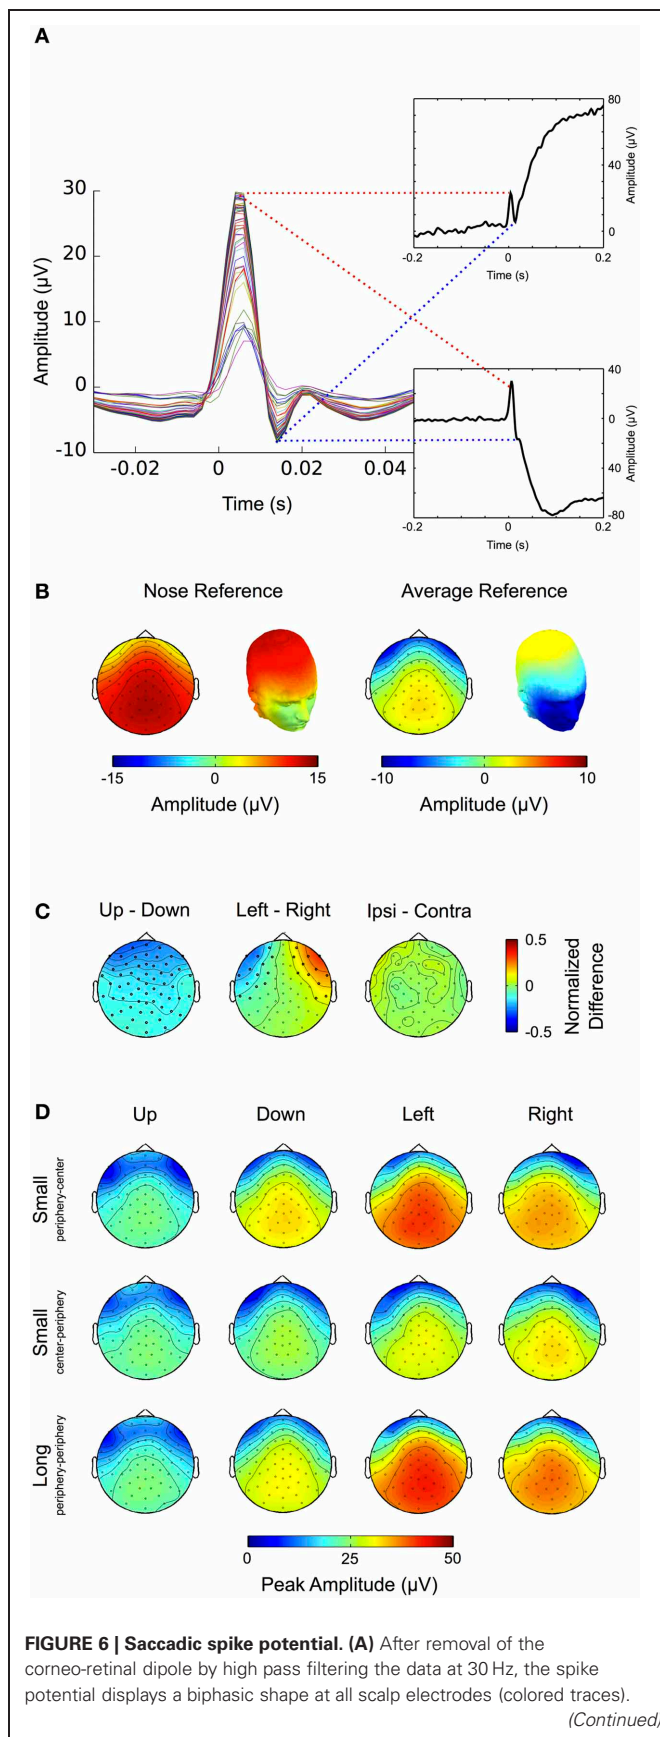 A
80
40
0
Amplitude (µV)
-0.2
0
0.2
Time (s)
30
20
10
0
-10
Amplitude (µV)
-0.02
0
0.02
0.04
Time (s)
40
0
40
-80
Amplitude (µV)
-0.2
0
0.2
Time (s)
B
Nose Reference
Average Reference
-15
0
15
Amplitude (µV)
-10
0
10
Amplitude (µV)
C
Up - Down
Left - Right
Ipsi - Contra
0.5
0
-0.5
Normalized
Difference
D
Up
Down
Left
Right
Small
periphery-center
Small
center-periphery
Long
periphery-periphery
0
25
50
Peak Amplitude (µV)
FIGURE 6 | Saccadic spike potential. (A) After removal of the
corneo-retinal dipole by high pass filtering the data at 30 Hz, the spike
potential displays a biphasic shape at all scalp electrodes (colored traces).
(Continued)